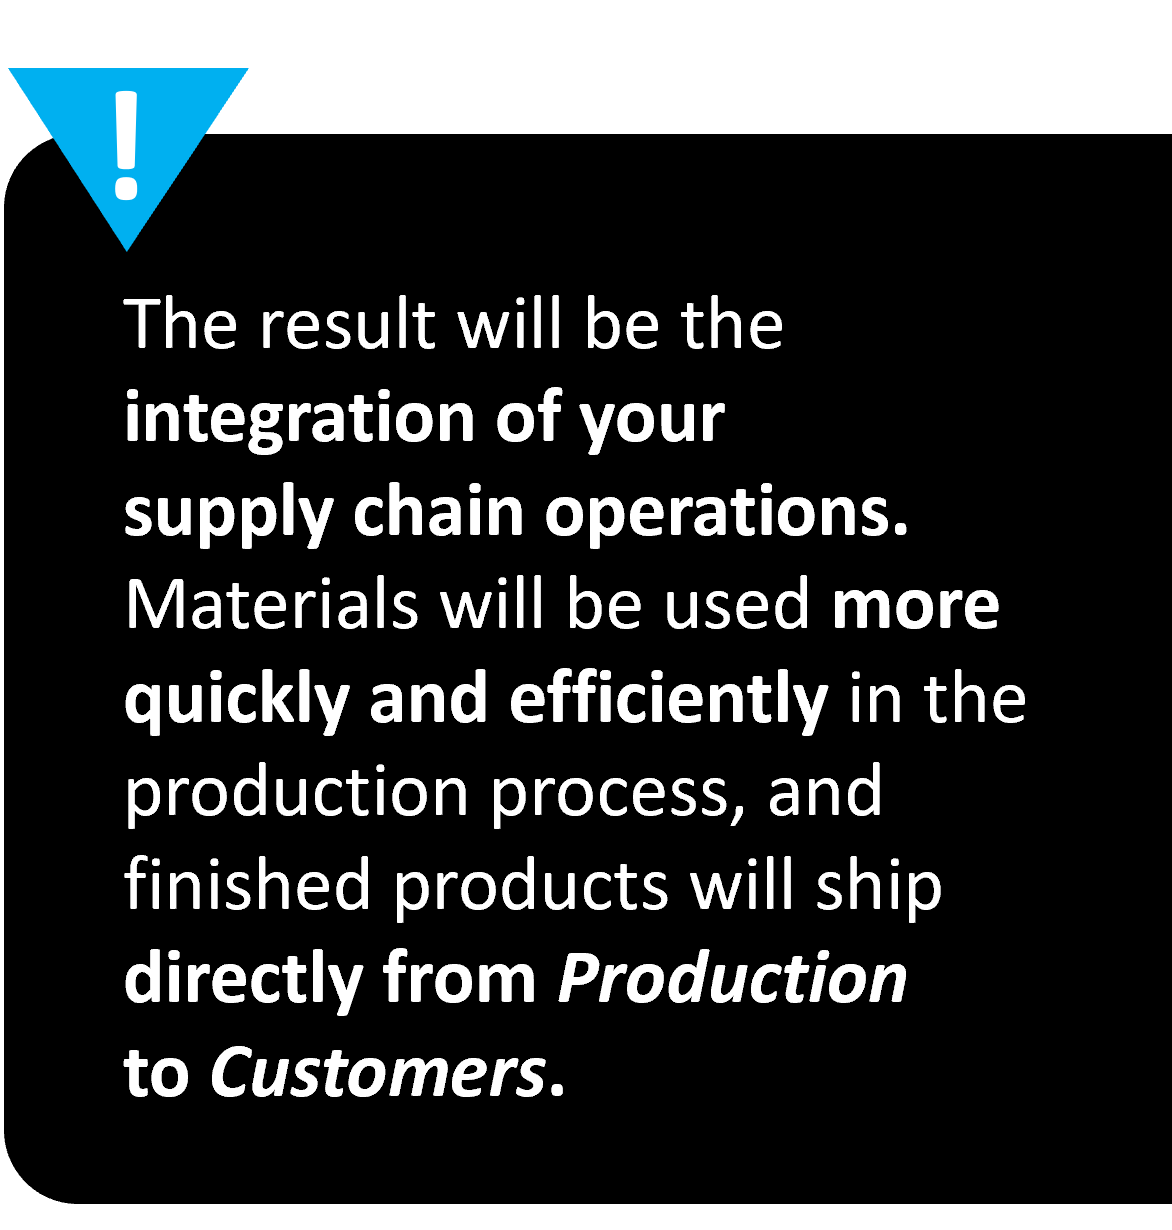 !
The result will be the
integration of your
supply chain operations.
Materials will be used more
quickly and efficiently in the
production process, and
finished products will ship
directly from Production
to Customers.